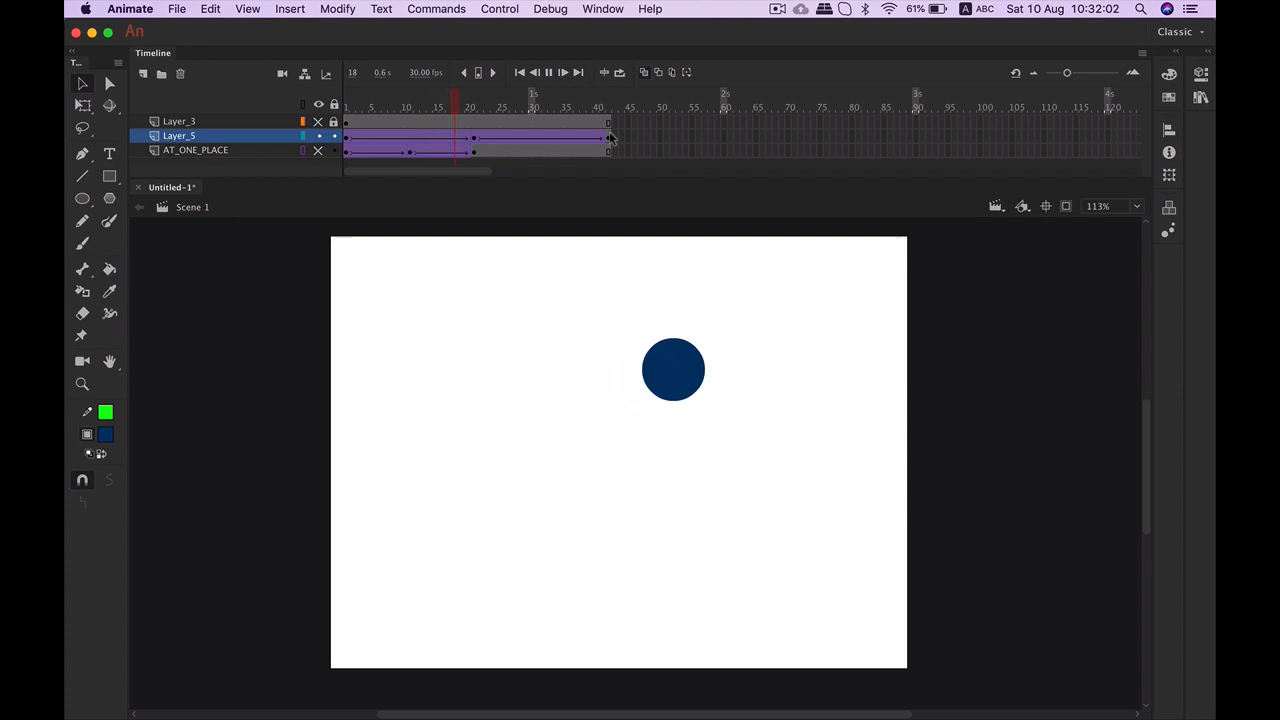 Animate File Edit View Insert Modify Text Commands Control Debug Window Help 61% A ABC Sat 10 Aug 10:32:02
An Classic
Timeline
T...
18 0.6s 30.00 fps
1s 2s 3s 4s
1 5 10 15 20 25 30 35 40 45 50 55 60 65 70 75 80 85 90 95 100 105 110 115 120
Layer_3
Layer_5
AT_ONE_PLACE
Untitled-1*
Scene 1 113%